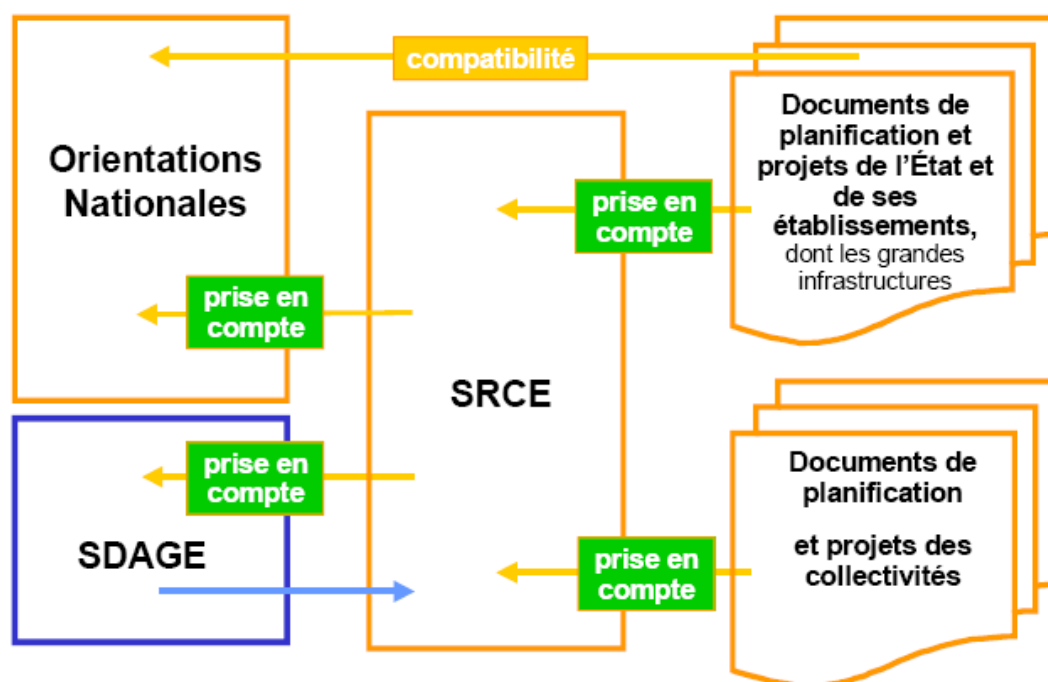 compatibilité
Orientations
Nationales
Documents de
planification et
projets de l'État et
de ses
établissements,
dont les grandes
infrastructures
prise en
compte
prise en
compte
SRCE
prise en
compte
SDAGE
prise en
compte
Documents de
planification
et projets des
collectivités